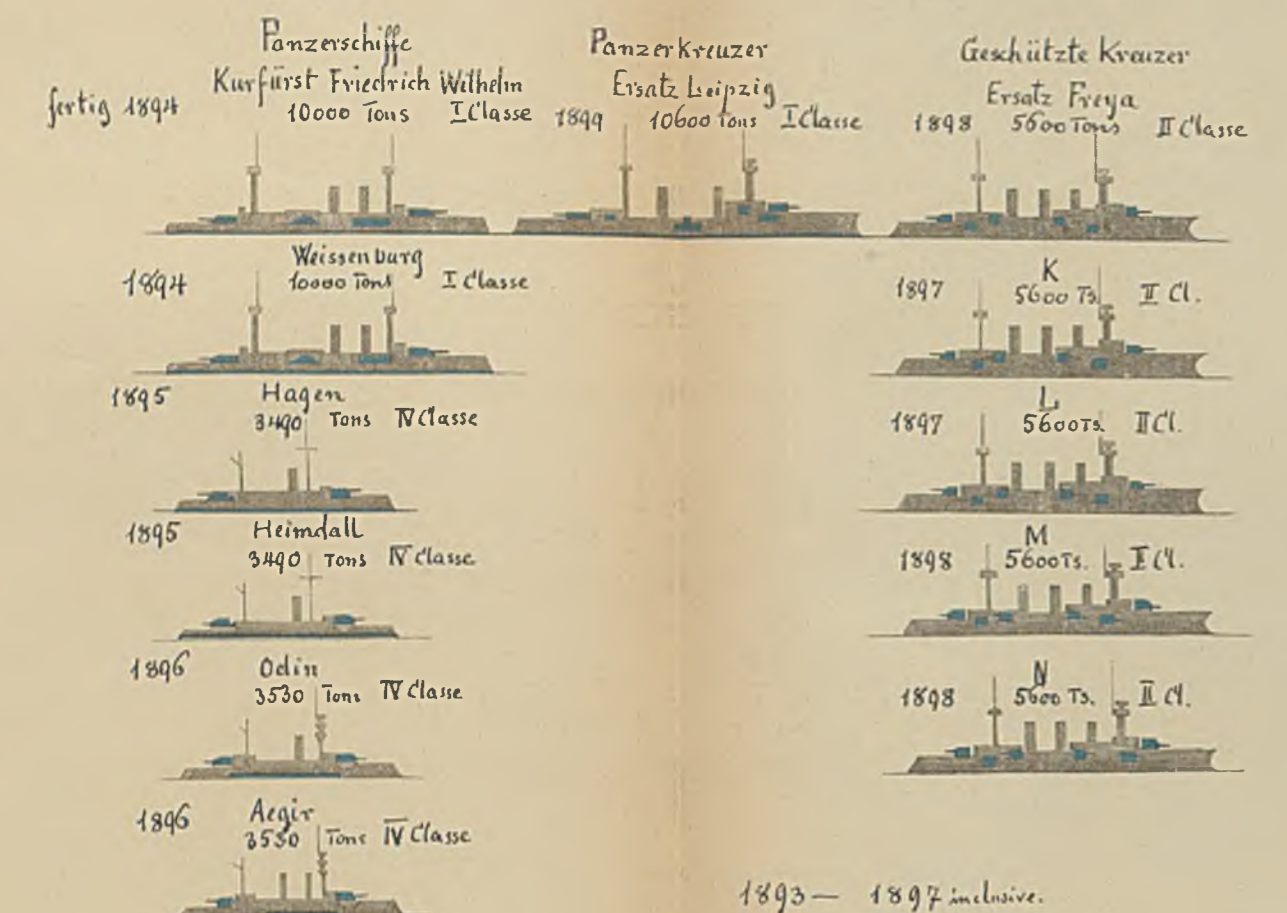 Panzerschiffe
Kurfürst Friedrich Wilhelm
fertig 1894 10000 Tons I Classe
Weissenburg
1894 10000 Tons I Classe
1895 Hagen
3490 Tons IV Classe
1895 Heimdall
3490 Tons IV Classe
1896 Odin
3530 Tons IV Classe
1896 Aegir
3530 Tons IV Classe
Panzerkreuzer
Ersatz Leipzig
1899 10600 Tons I Classe
Geschützte Kreuzer
Ersatz Freya
1898 5600 Tons II Classe
K
1897 5600 Ts. II Cl.
L
1897 5600 Ts. II Cl.
M
1898 5600 Ts. II Cl.
N
1898 5600 Ts. II Cl.
1893 — 1897 inclusive.